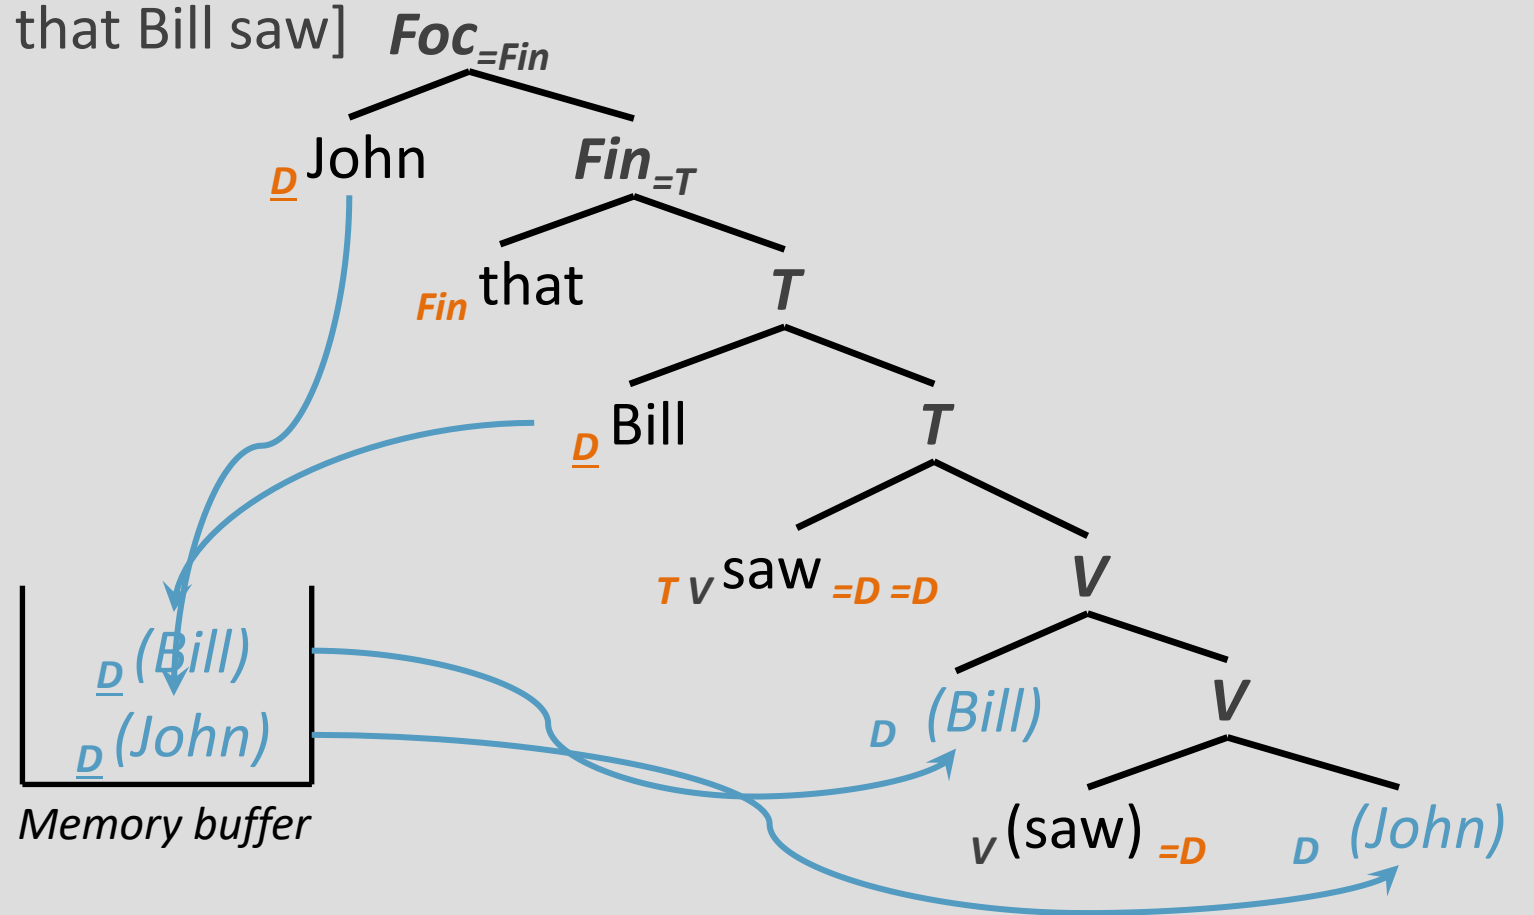 that Bill saw] Foc=Fin
D John Fin=T
Fin that T
D Bill T
T V saw =D =D V
D (Bill) D (Bill) V
D (John)
Memory buffer V (saw) =D D (John)